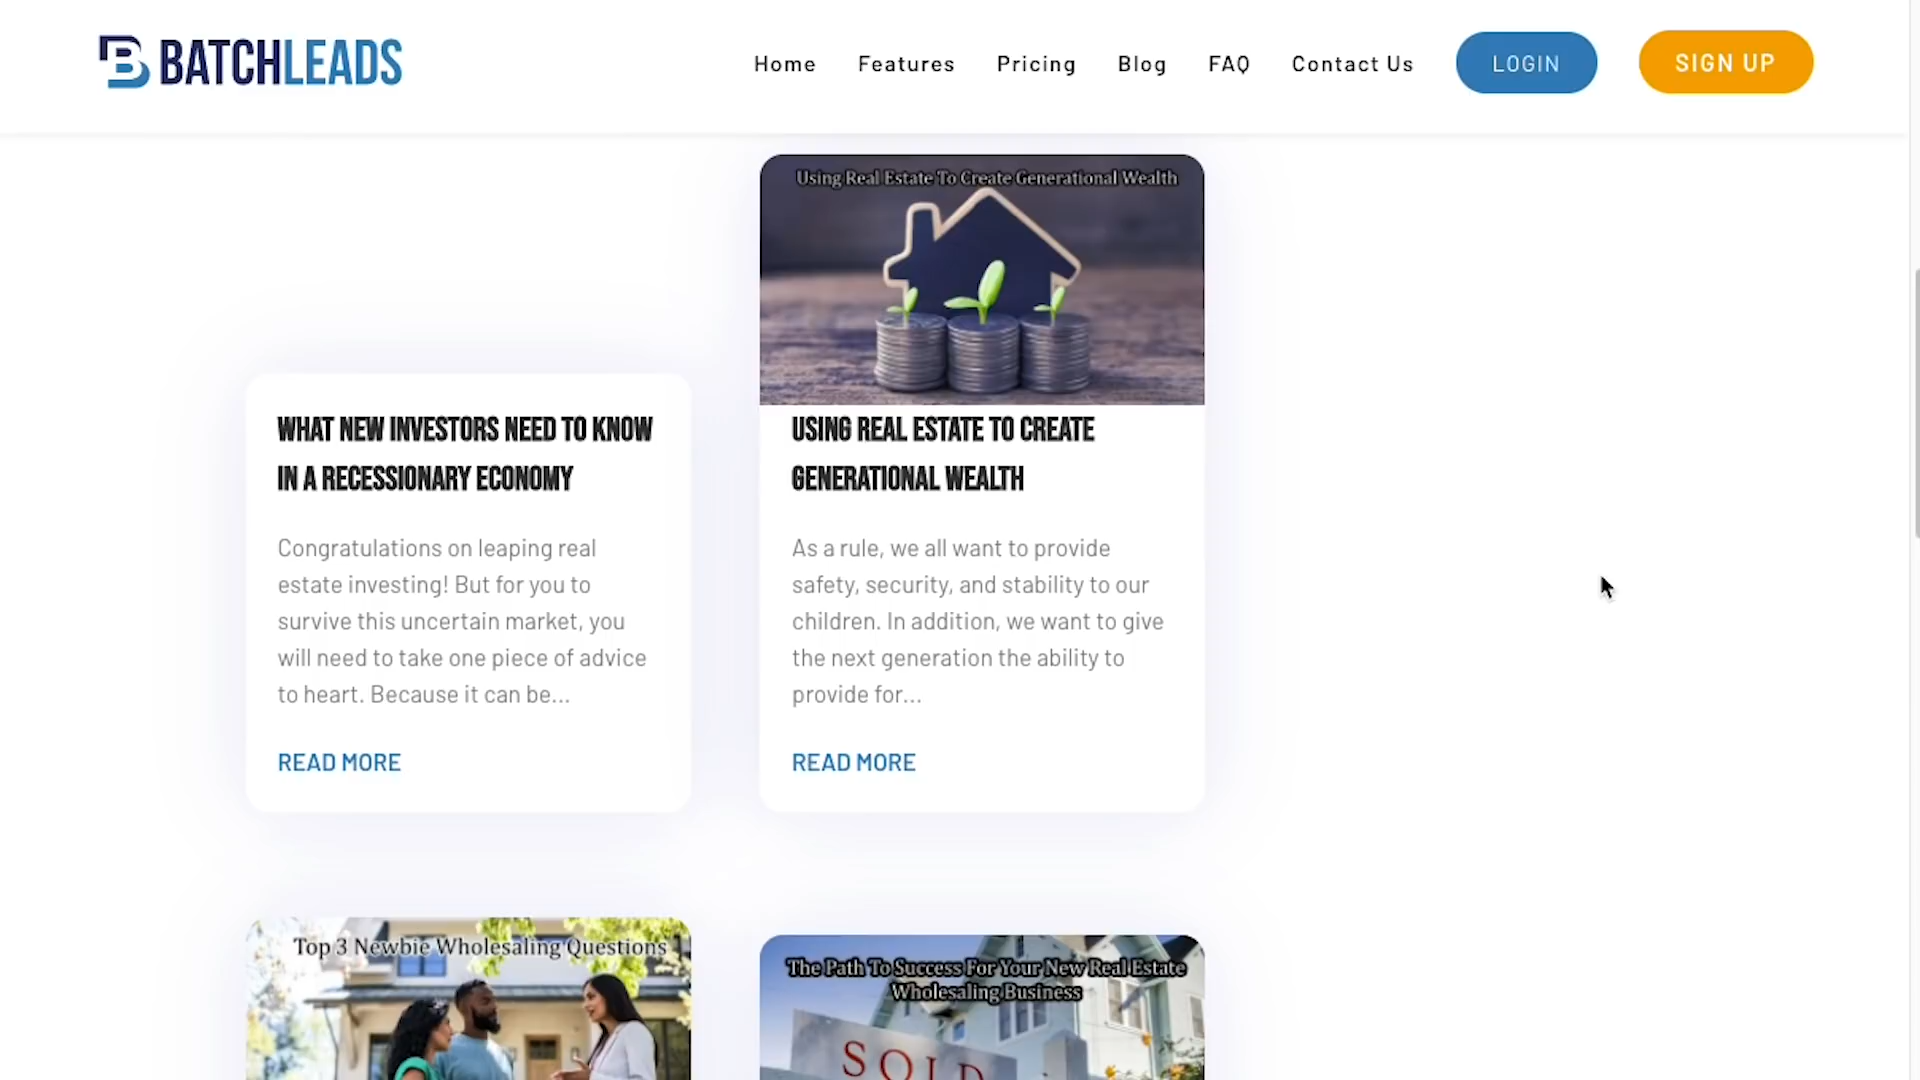 BATCHLEADS
Home
Features
Pricing
Blog
FAQ
Contact Us
LOGIN
SIGN UP
Using Real Estate To Create Generational Wealth
WHAT NEW INVESTORS NEED TO KNOW
IN A RECESSIONARY ECONOMY
Congratulations on leaping real
estate investing! But for you to
survive this uncertain market, you
will need to take one piece of advice
to heart. Because it can be...
READ MORE
USING REAL ESTATE TO CREATE
GENERATIONAL WEALTH
As a rule, we all want to provide
safety, security, and stability to our
children. In addition, we want to give
the next generation the ability to
provide for...
READ MORE
Top 3 Newbie Wholesaling Questions
The Path To Success For Your New Real Estate
Wholesaling Business
SOLD